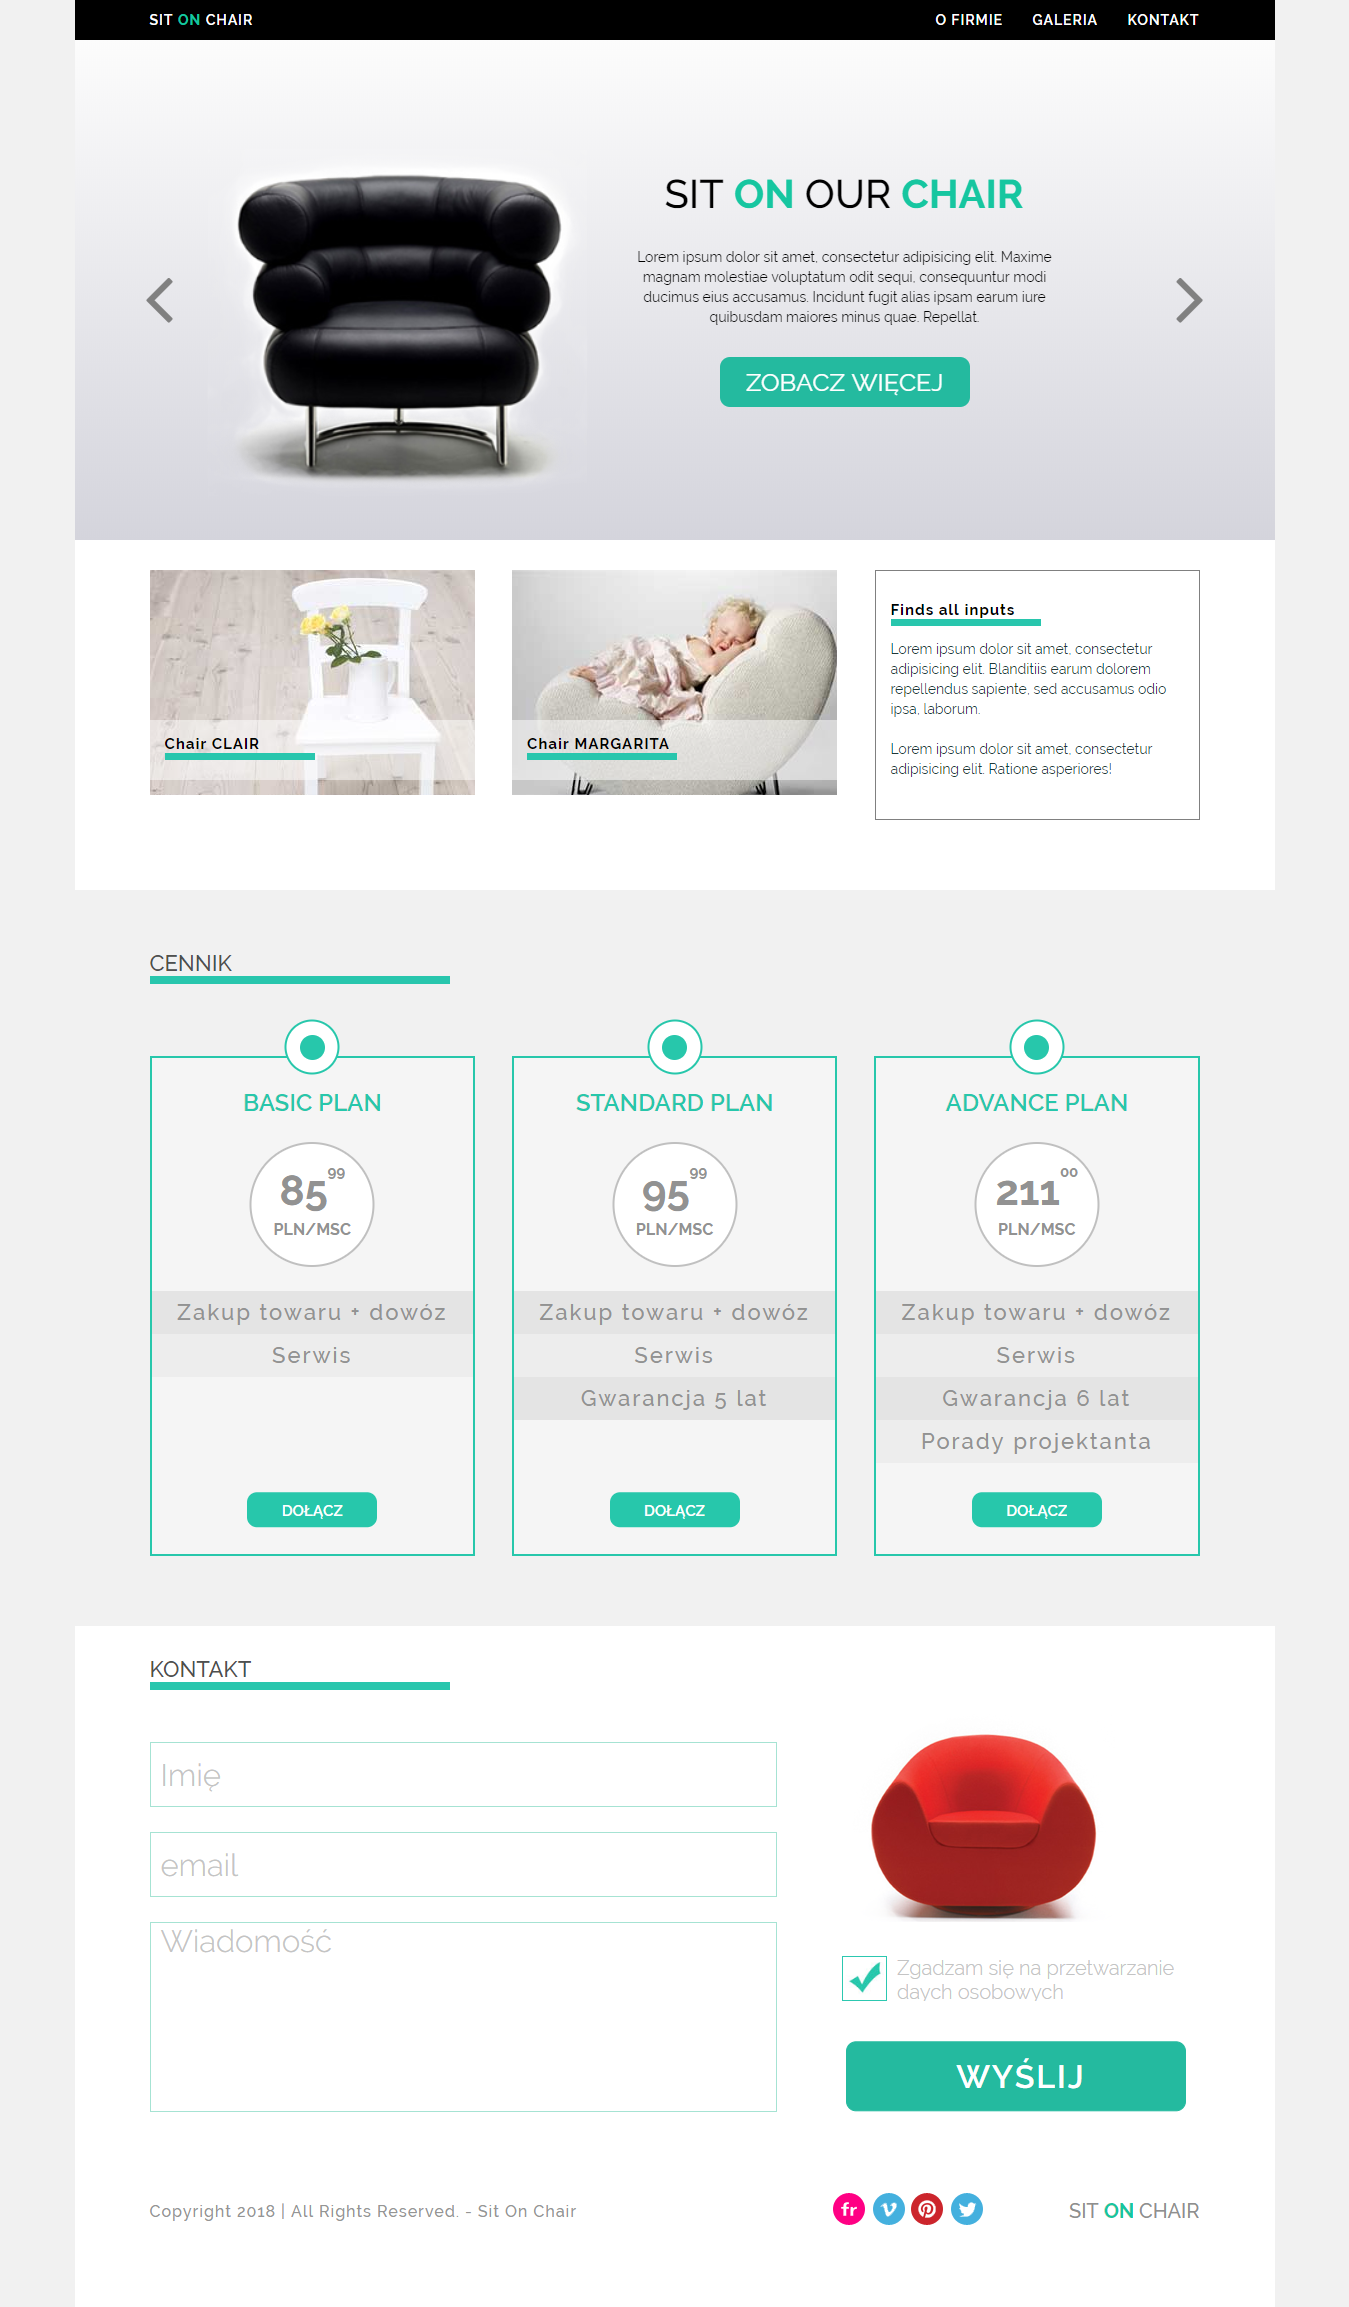 SIT ON CHAIR
O FIRMIE GALERIA KONTAKT
SIT ON OUR CHAIR
Lorem ipsum dolor sit amet, consectetur adipisicing elit. Maxime
magnam molestiae voluptatum odit sequi, consequuntur modi
ducimus eius accusamus. Incidunt fugit alias ipsam earum iure
quibusdam maiores minus quae. Repellat.
ZOBACZ WIĘCEJ
Chair CLAIR
Chair MARGARITA
Finds all inputs
Lorem ipsum dolor sit amet, consectetur
adipisicing elit. Blanditiis earum dolorem
repellendus sapiente, sed accusamus odio
ipsa, laborum.
Lorem ipsum dolor sit amet, consectetur
adipisicing elit. Ratione asperiores!
CENNIK
BASIC PLAN
85 99
PLN/MSC
Zakup towaru + dowóz
Serwis
DOŁĄCZ
STANDARD PLAN
95 99
PLN/MSC
Zakup towaru + dowóz
Serwis
Gwarancja 5 lat
DOŁĄCZ
ADVANCE PLAN
211 00
PLN/MSC
Zakup towaru + dowóz
Serwis
Gwarancja 6 lat
Porady projektanta
DOŁĄCZ
KONTAKT
Imię
email
Wiadomość
Zgadzam się na przetwarzanie
daych osobowych
WYŚLIJ
Copyright 2018 | All Rights Reserved. - Sit On Chair
fr
SIT ON CHAIR